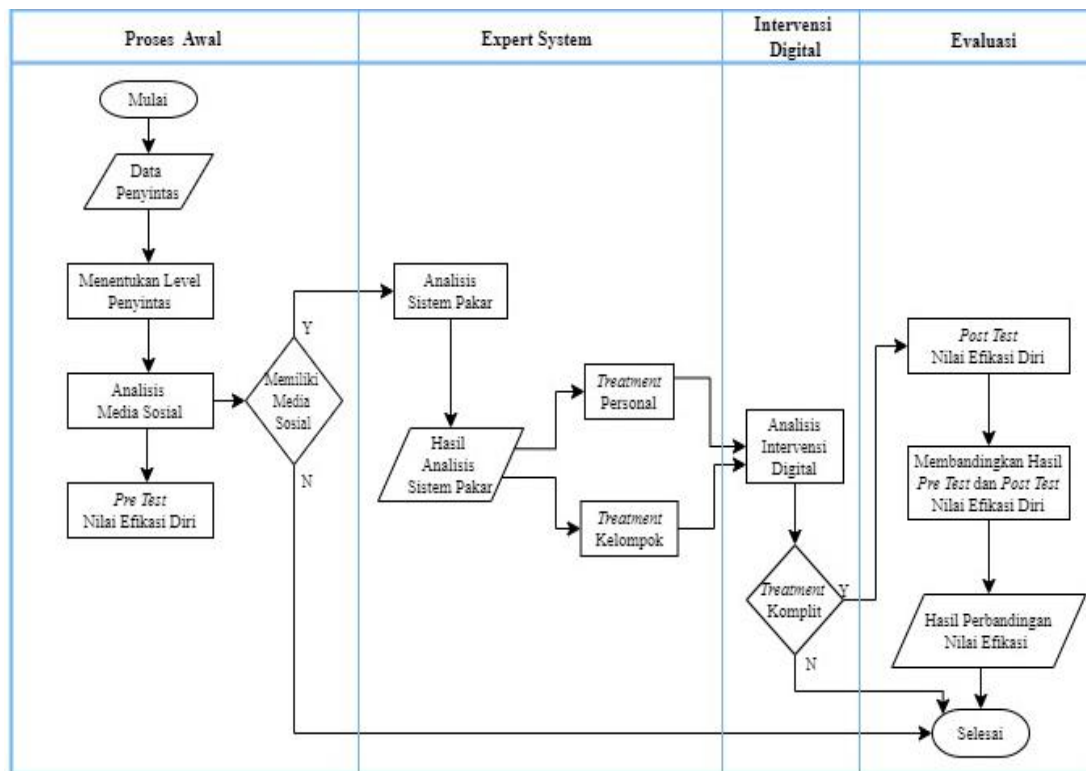 Proses Awal
Expert System
Intervensi
Digital
Evaluasi
Mulai
Data
Penyintas
Menentukan Level
Penyintas
Analisis
Media Sosial
Pre Test
Nilai Efikasi Diri
Y
Memiliki
Media
Sosial
N
Analisis
Sistem Pakar
Hasil
Analisis
Sistem Pakar
Treatment
Personal
Treatment
Kelompok
Analisis
Intervensi
Digital
Treatment
Komplit
Y
N
Post Test
Nilai Efikasi Diri
Membandingkan Hasil
Pre Test dan Post Test
Nilai Efikasi Diri
Hasil Perbandingan
Nilai Efikasi
Selesai